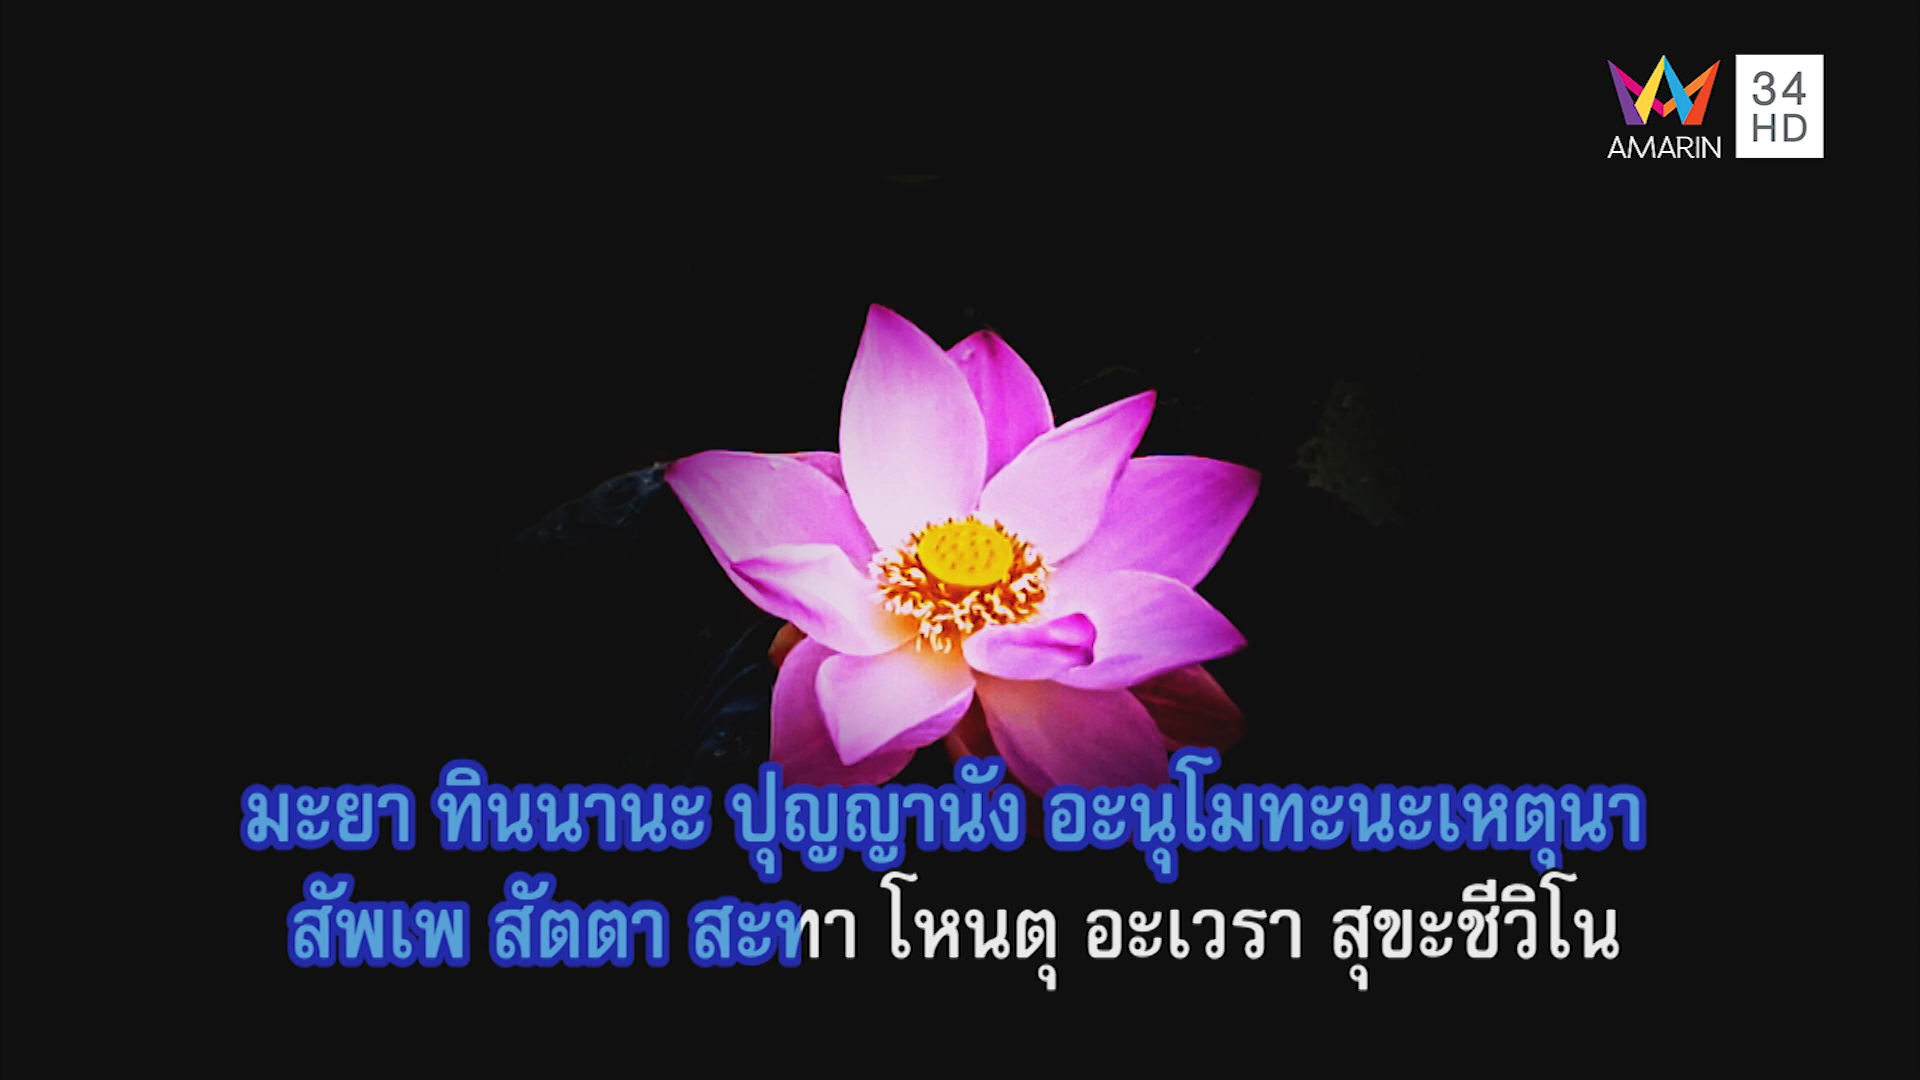 AMARIN
34
HD
มะยา ทินนานะ ปุญญานัง อะนุโมทะนะเหตุนา
สัพเพ สัตตา สะทา โหนตุ อะเวรา สุขะชีวิโน